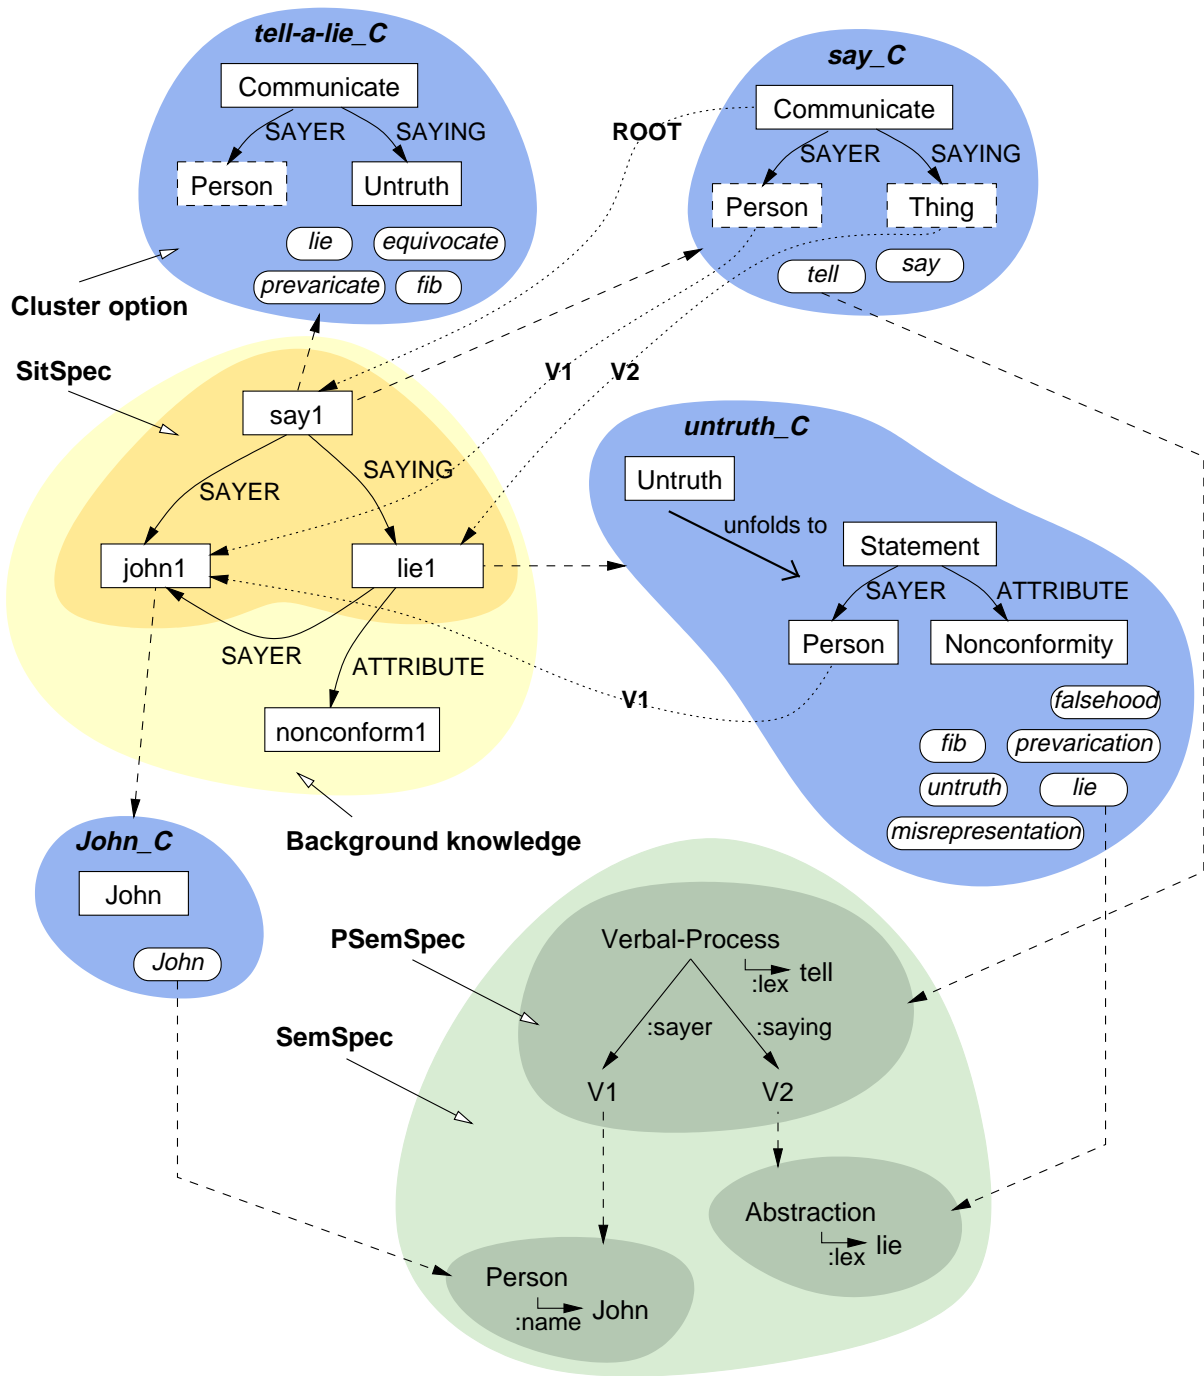 tell-a-lie_C
Communicate
SAYER
SAYING
Person
Untruth
lie
equivocate
prevaricate
fib
Cluster option
say_C
Communicate
ROOT
SAYER
SAYING
Person
Thing
tell
say
SitSpec
say1
V1
V2
SAYER
SAYING
john1
lie1
SAYER
ATTRIBUTE
nonconform1
V1
Background knowledge
untruth_C
Untruth
unfolds to
Statement
SAYER
ATTRIBUTE
Person
Nonconformity
falsehood
fib
prevarication
untruth
lie
misrepresentation
John_C
John
John
PSemSpec
SemSpec
Verbal-Process
:lex
tell
:sayer
:saying
V1
V2
Abstraction
:lex
lie
Person
:name
John